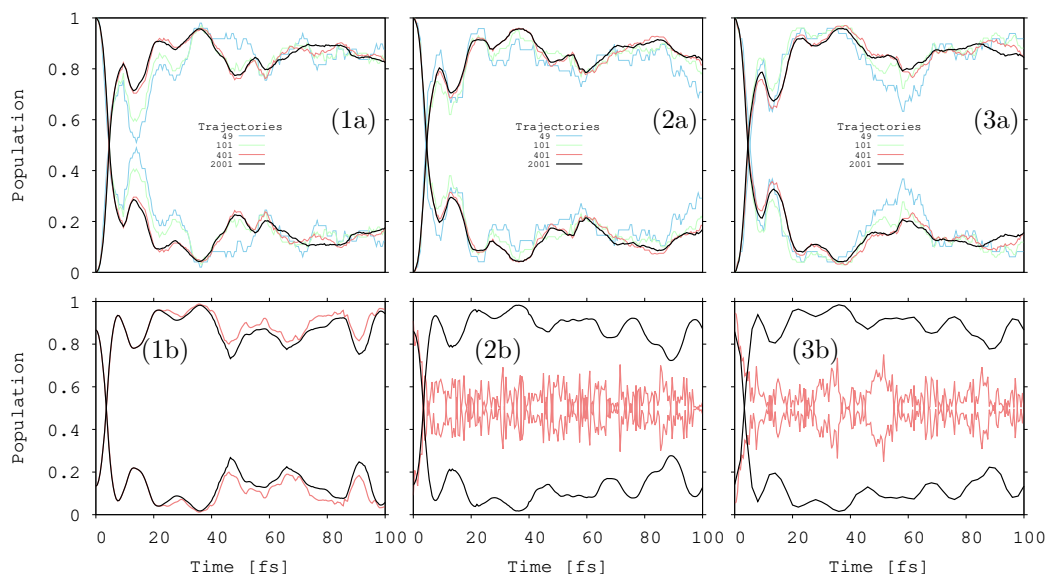 1
0.8
0.6
0.4
0.2
0
Population
(1a)
Trajectories
49
101
401
2001
(2a)
Trajectories
49
101
401
2001
(3a)
Trajectories
49
101
401
2001
1
0.8
0.6
0.4
0.2
0
Population
(1b)
(2b)
(3b)
0 20 40 60 80 100
0 20 40 60 80 100
0 20 40 60 80 100
Time [fs]
Time [fs]
Time [fs]